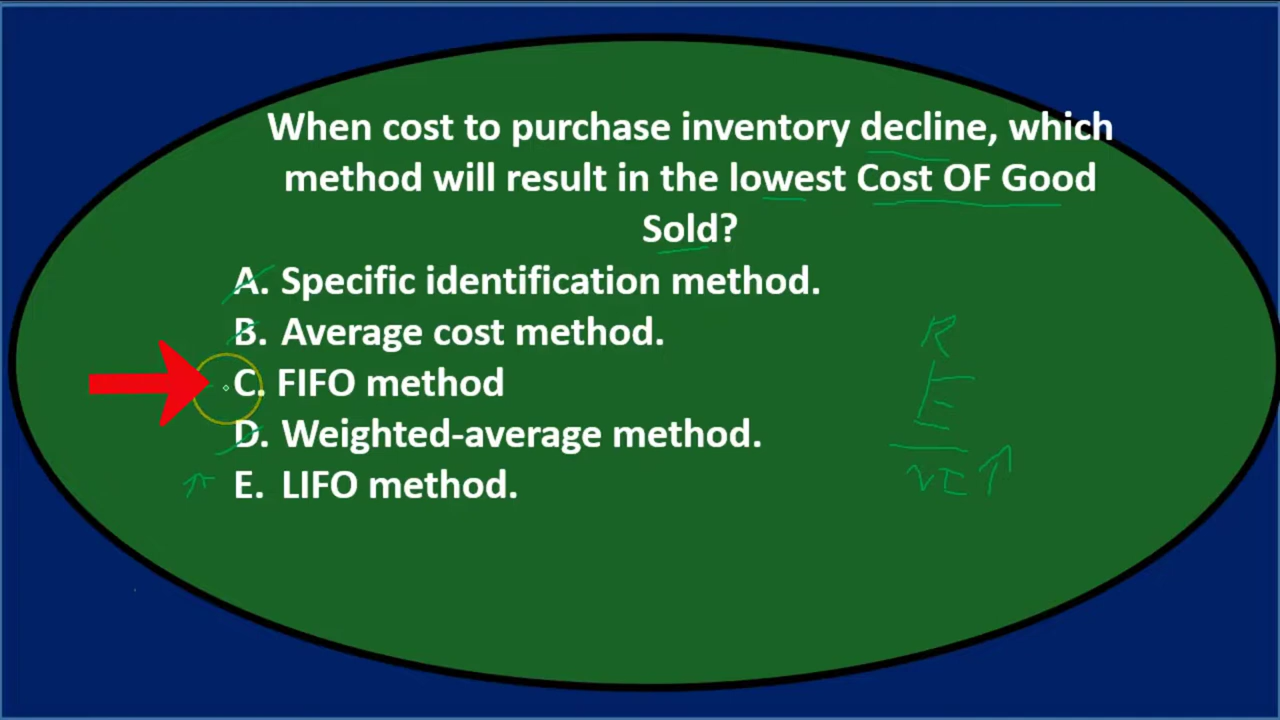 When cost to purchase inventory decline, which
method will result in the lowest Cost OF Good
Sold?
A. Specific identification method.
B. Average cost method.
C. FIFO method
D. Weighted-average method.
E. LIFO method.
R
E
NI ↑